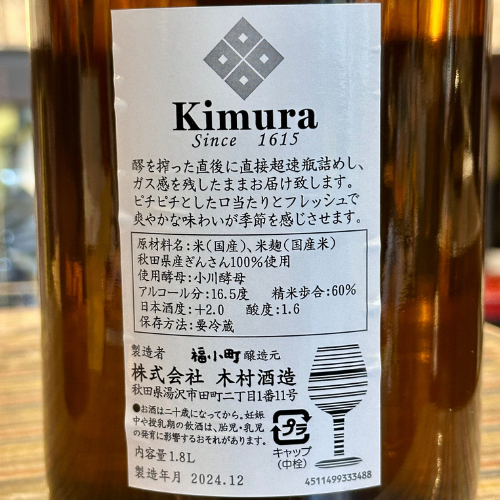 Kimura
Since 1615
醪を搾った直後に直接超速瓶詰めし、
ガス感を残したままお届け致します。
ピチピチとした口当たりとフレッシュで
爽やかな味わいが季節を感じさせます。
原材料名:米(国産)、米麹(国産米)
秋田県産ぎんさん100%使用
使用酵母:小川酵母
アルコール分:16.5度 精米歩合:60%
日本酒度:+2.0 酸度:1.6
保存方法:要冷蔵
製造者 福小町醸造元
株式会社 木村酒造
秋田県湯沢市田町二丁目1番11号
●お酒は二十歳になってから。妊娠
中や授乳期の飲酒は、胎児・乳児
の発育に影響するおそれがあります。
内容量1.8L
製造年月 2024.12
プラ
キャップ
(中栓)
4511499333488